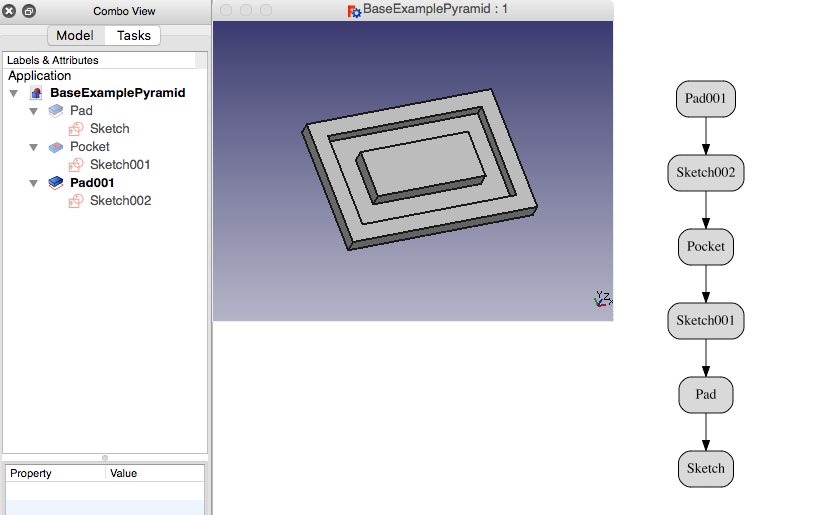 Combo View
Model
Tasks
Labels & Attributes
Application
BaseExamplePyramid
Pad
Sketch
Pocket
Sketch001
Pad001
Sketch002
Property
Value
BaseExamplePyramid : 1
Y Z X
Pad001
Sketch002
Pocket
Sketch001
Pad
Sketch